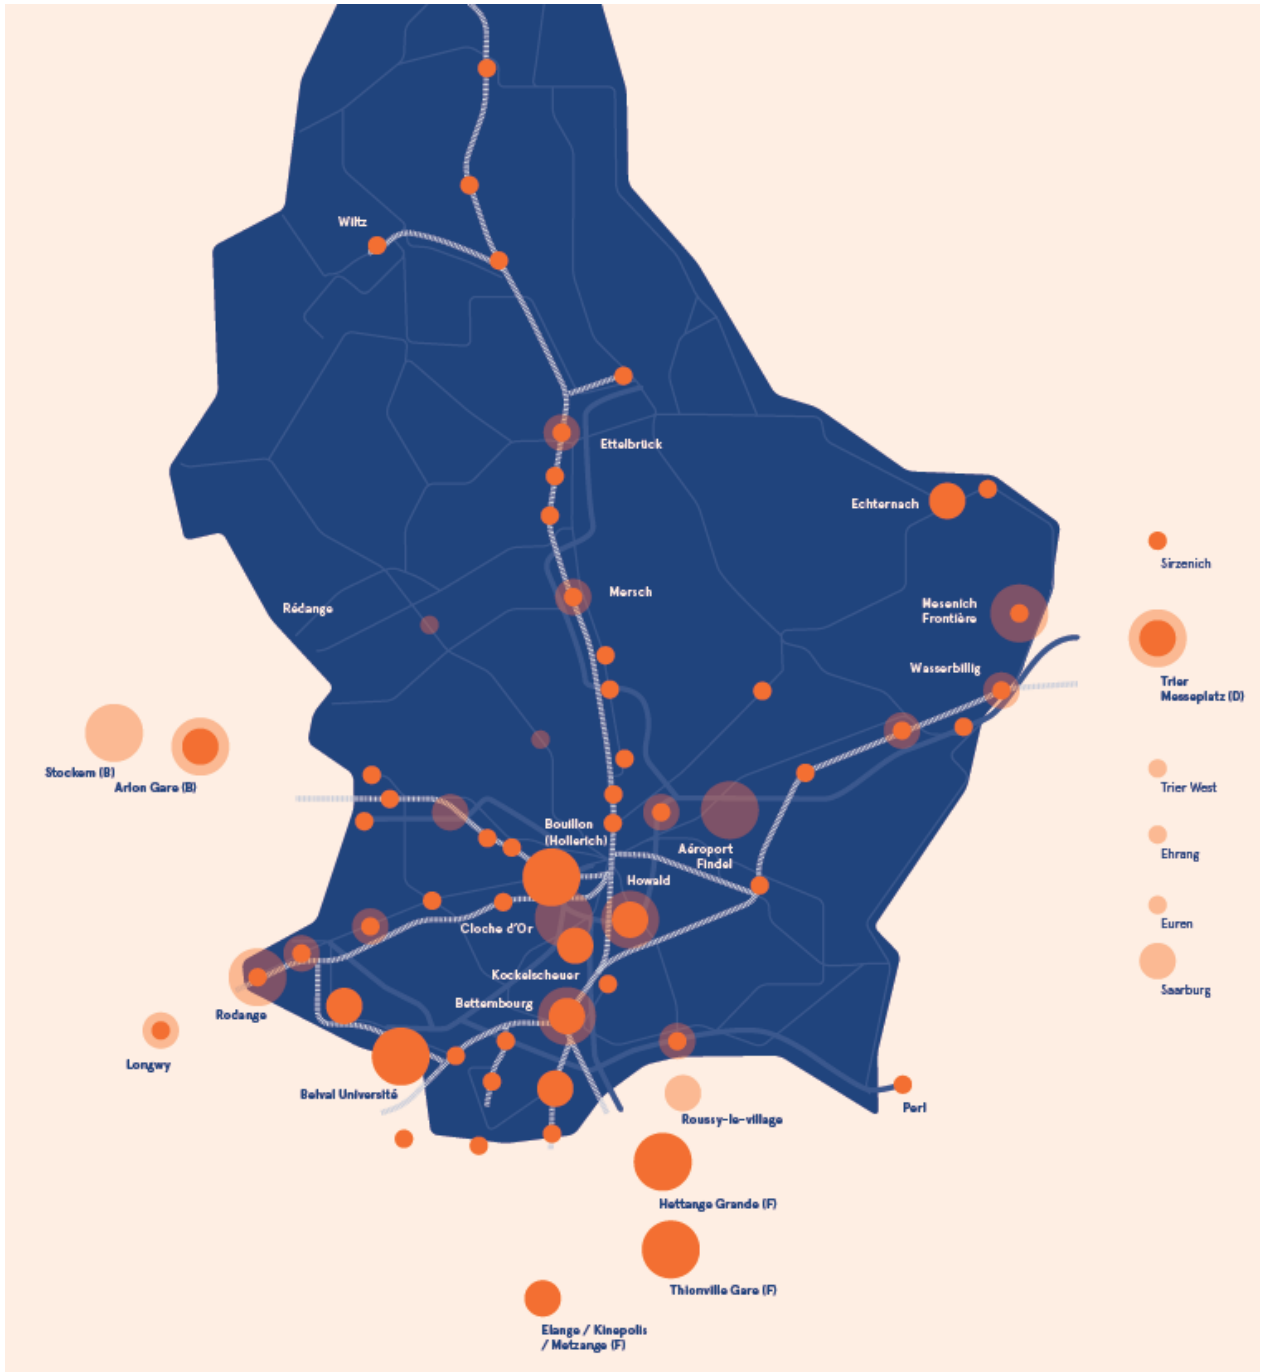 Wiltz
Ettelbrück
Echternach
Sirzenich
Mersch
Rédange
Mesenich
Frontière
Wasserbillig
Trier
Messeplatz (D)
Stockem (B)
Arlon Gare (B)
Trier West
Bouillon
(Hollerich)
Aéroport
Findel
Ehrang
Howald
Cloche d'Or
Euren
Kockelscheuer
Saarburg
Bettembourg
Rodange
Longwy
Belval Université
Perl
Roussy-le-village
Hettange Grande (F)
Thionville Gare (F)
Elange / Kinepolis
/ Metzange (F)